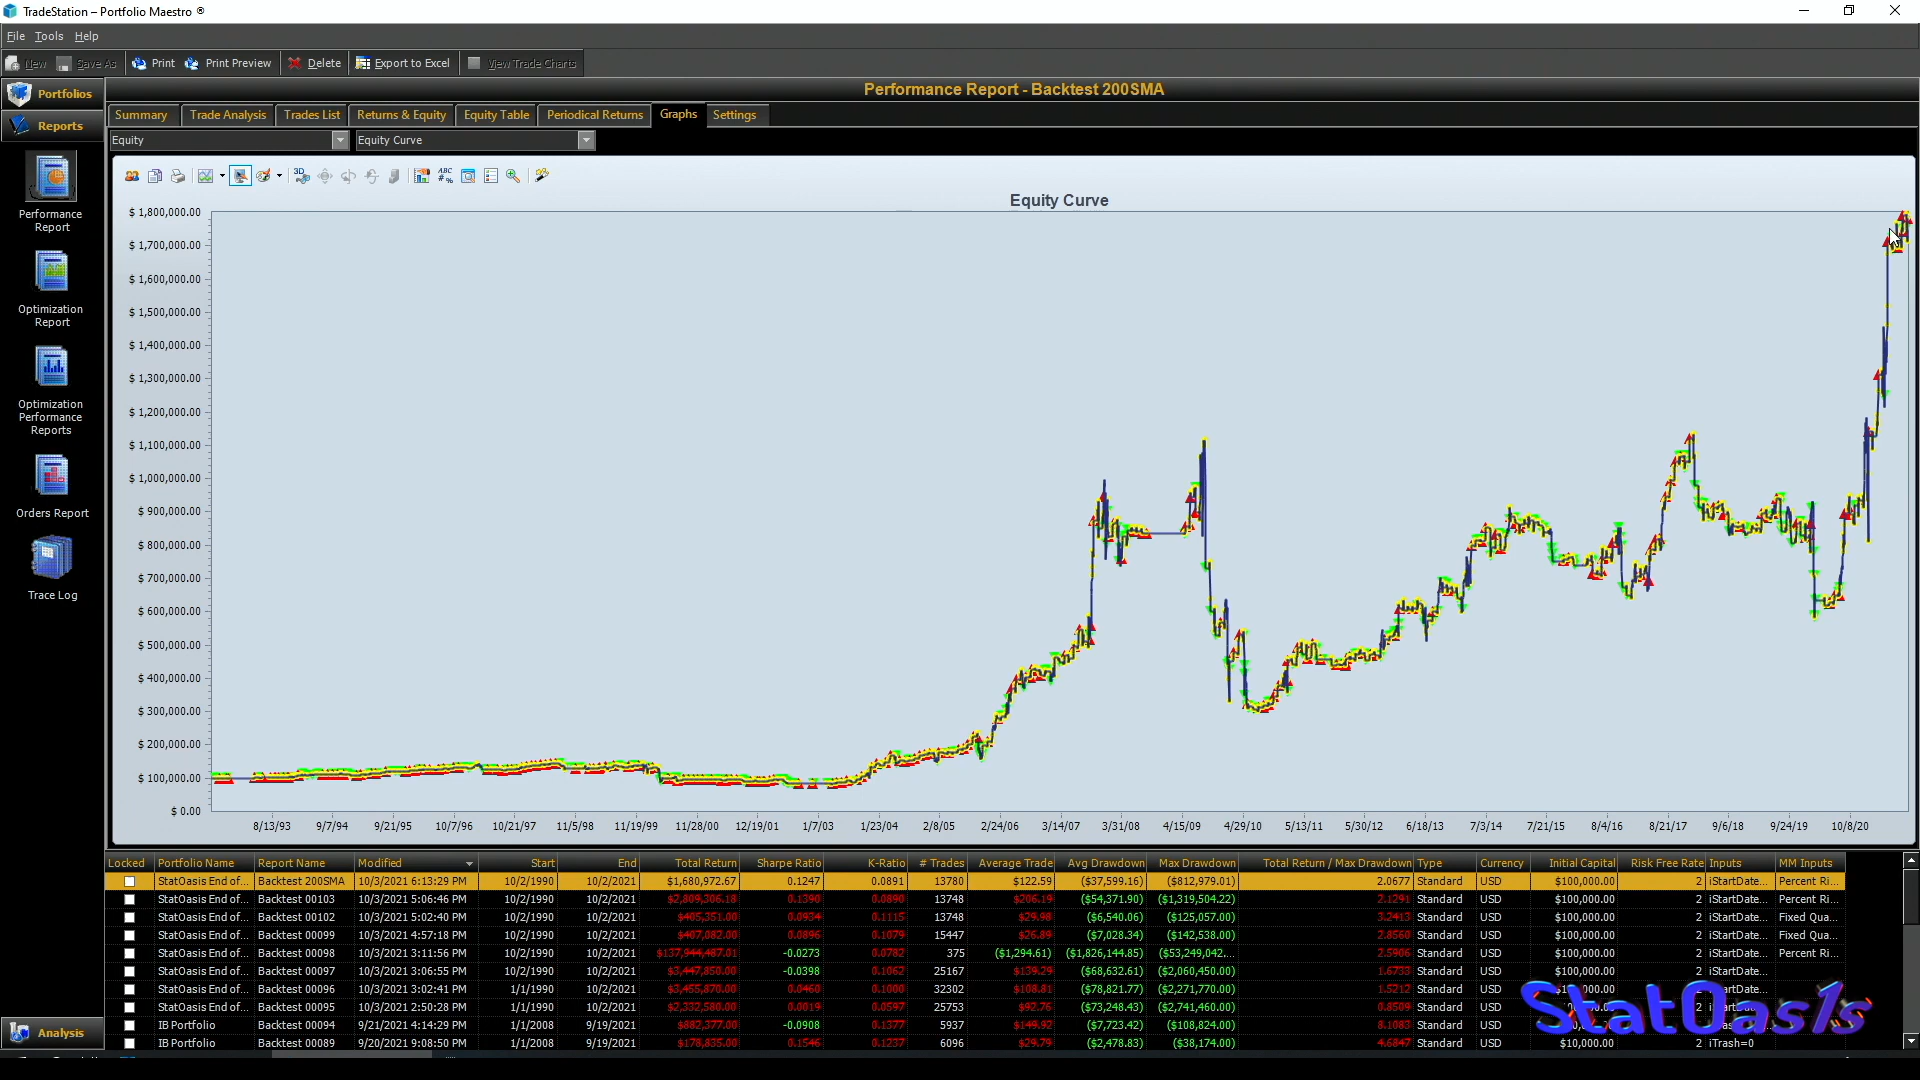 TradeStation – Portfolio Maestro ®
File Tools Help
New Save As Print Print Preview Delete Export to Excel View Trade Charts
Portfolios
Performance Report - Backtest 200SMA
Reports
Summary Trade Analysis Trades List Returns & Equity Equity Table Periodical Returns Graphs Settings
Equity Equity Curve
Performance
Report
Optimization
Report
Optimization
Performance
Reports
Orders Report
Trace Log
Analysis
Equity Curve
$ 1,800,000.00
$ 1,700,000.00
$ 1,600,000.00
$ 1,500,000.00
$ 1,400,000.00
$ 1,300,000.00
$ 1,200,000.00
$ 1,100,000.00
$ 1,000,000.00
$ 900,000.00
$ 800,000.00
$ 700,000.00
$ 600,000.00
$ 500,000.00
$ 400,000.00
$ 300,000.00
$ 200,000.00
$ 100,000.00
$ 0.00
8/13/93 9/7/94 9/21/95 10/7/96 10/21/97 11/5/98 11/19/99 11/28/00 12/19/01 1/7/03 1/23/04 2/8/05 2/24/06 3/14/07 3/31/08 4/15/09 4/29/10 5/13/11 5/30/12 6/18/13 7/3/14 7/21/15 8/4/16 8/21/17 9/6/18 9/24/19 10/8/20
Locked Portfolio Name Report Name Modified Start End Total Return Sharpe Ratio K-Ratio # Trades Average Trade Avg Drawdown Max Drawdown Total Return / Max Drawdown Type Currency Initial Capital Risk Free Rate Inputs MM Inputs
StatOasis End of... Backtest 200SMA 10/3/2021 6:13:29 PM 10/2/1990 10/2/2021 $1,680,972.67 0.1247 0.0891 13780 $122.59 ($37,599.16) ($812,979.01) 2.0677 Standard USD $100,000.00 2 iStartDate... Percent Ri...
StatOasis End of... Backtest 00103 10/3/2021 5:06:46 PM 10/2/1990 10/2/2021 $2,809,306.18 0.1390 0.0890 13748 $206.19 ($54,371.90) ($1,319,504.22) 2.1291 Standard USD $100,000.00 2 iStartDate... Percent Ri...
StatOasis End of... Backtest 00102 10/3/2021 5:02:40 PM 10/2/1990 10/2/2021 $405,351.00 0.0934 0.1115 13748 $29.98 ($6,540.06) ($125,057.00) 3.2413 Standard USD $100,000.00 2 iStartDate... Fixed Qua...
StatOasis End of... Backtest 00099 10/3/2021 4:57:18 PM 10/2/1990 10/2/2021 $407,082.00 0.0896 0.1079 15447 $26.89 ($7,028.34) ($142,538.00) 2.8560 Standard USD $100,000.00 2 iStartDate... Fixed Qua...
StatOasis End of... Backtest 00098 10/3/2021 3:11:56 PM 10/2/1990 10/2/2021 $137,944,487.01 -0.0273 0.0782 375 ($1,294.61) ($1,826,144.85) ($53,249,042.... 2.5906 Standard USD $100,000.00 2 iStartDate... Percent Ri...
StatOasis End of... Backtest 00097 10/3/2021 3:06:55 PM 10/2/1990 10/2/2021 $3,447,850.00 -0.0398 0.1062 25167 $139.29 ($68,632.61) ($2,060,450.00) 1.6733 Standard USD $100,000.00 2 iStartDate...
StatOasis End of... Backtest 00096 10/3/2021 3:02:41 PM 1/1/1990 10/2/2021 $3,455,870.00 0.0460 0.1000 32302 $108.81 ($78,821.77) ($2,271,770.00) 1.5212 Standard USD 2 iStartDate...
StatOasis End of... Backtest 00095 10/3/2021 2:50:28 PM 1/1/1990 10/2/2021 $2,332,580.00 0.0019 0.0597 25753 $92.76 ($73,248.43) ($2,741,460.00) 0.8509 Standard USD 2
IB Portfolio Backtest 00094 9/21/2021 4:14:29 PM 1/1/2008 9/19/2021 $882,377.00 -0.0908 0.1377 5937 $149.92 ($7,723.42) ($108,824.00) 8.1083 Standard USD
IB Portfolio Backtest 00089 9/20/2021 9:08:50 PM 1/1/2008 9/19/2021 $178,835.00 0.1546 0.1237 6096 $29.79 ($2,478.83) ($38,174.00) 4.6847 Standard USD $10,000.00 2 iTrash=0
StatOas1s